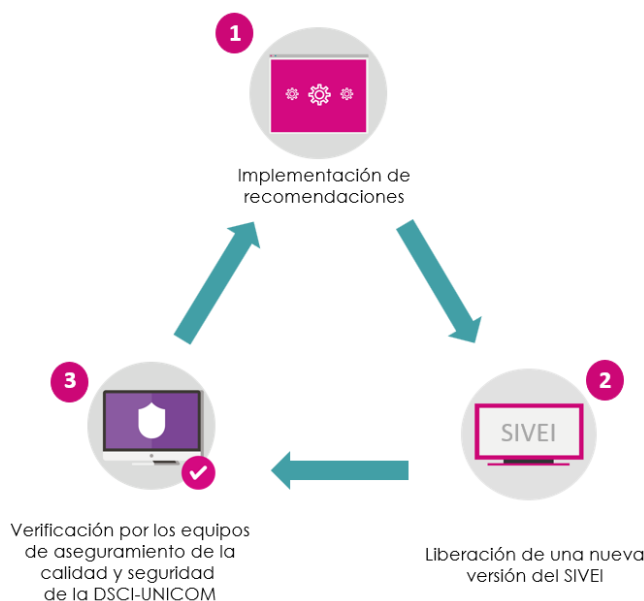 1
Implementación de
recomendaciones
2
SIVEI
Liberación de una nueva
versión del SIVEI
3
Verificación por los equipos
de aseguramiento de la
calidad y seguridad
de la DSCI-UNICOM